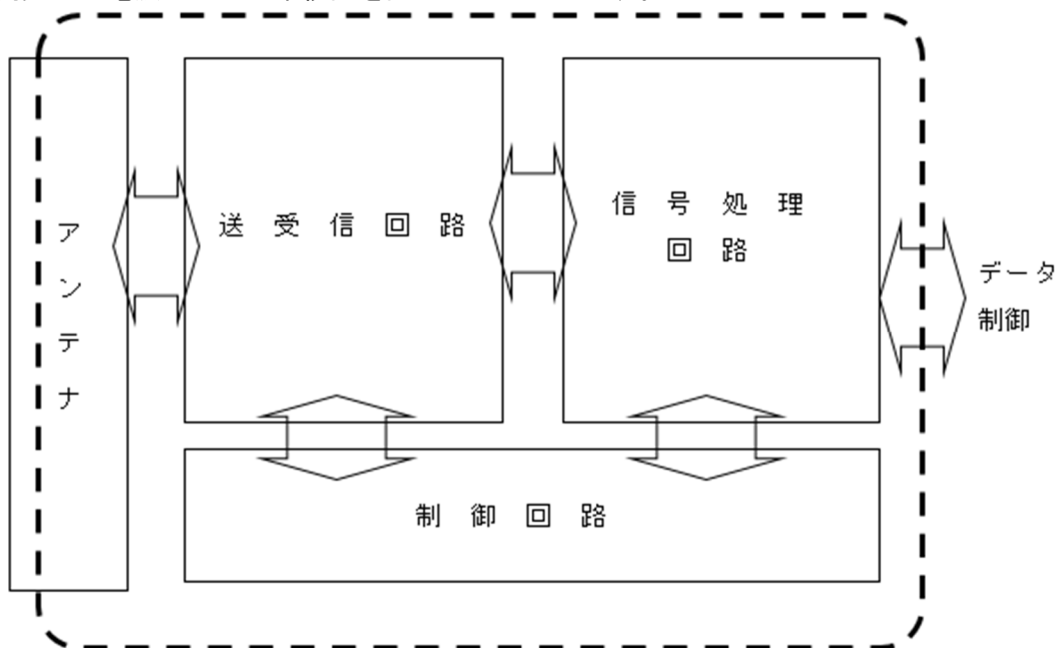 アンテナ
送受信回路
信号処理
回路
データ
制御
制御回路